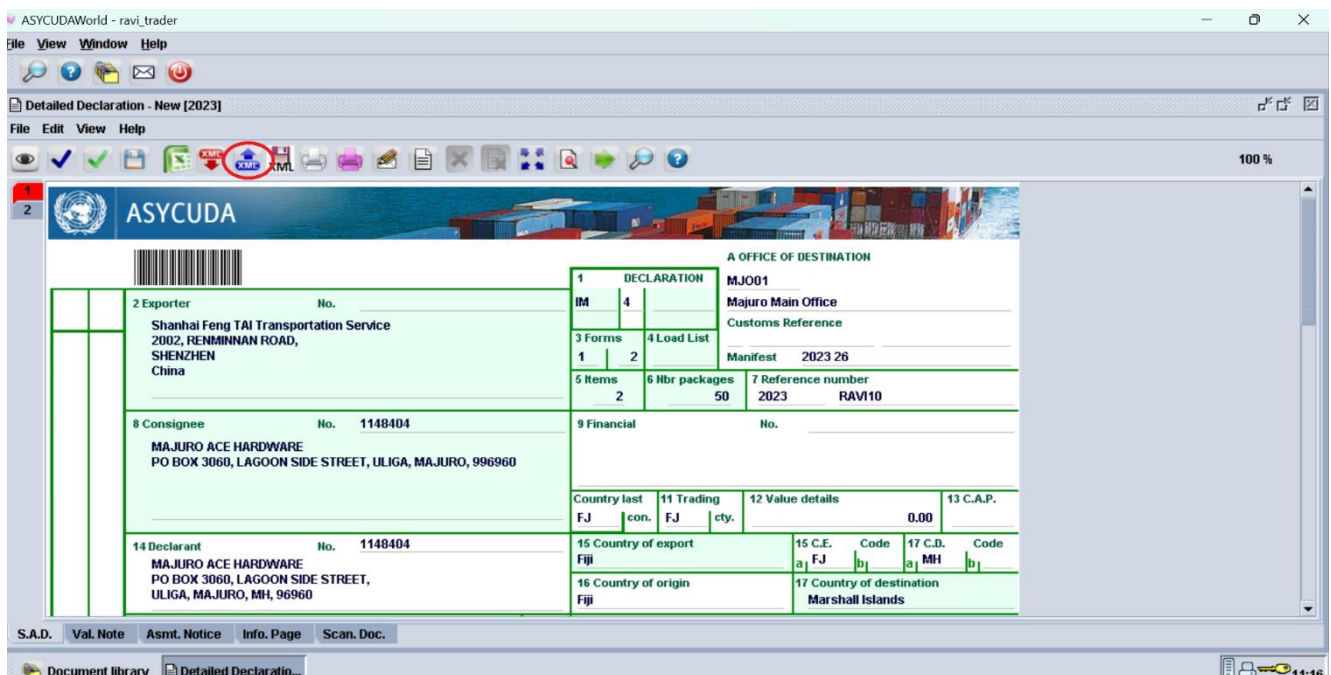 ASYCUDAWorld - ravi_trader
File View Window Help
Detailed Declaration - New [2023]
File Edit View Help
XML XML XML
100 %
1
2
ASYCUDA
A OFFICE OF DESTINATION
1 DECLARATION
MJO01
IM 4
Majuro Main Office
2 Exporter No.
Customs Reference
Shanhai Feng TAI Transportation Service
2002, RENMINNAN ROAD,
SHENZHEN
China
3 Forms 4 Load List
1 2
Manifest 2023 26
5 Items 6 Nbr packages 7 Reference number
2 50 2023 RAVI10
8 Consignee No. 1148404
9 Financial No.
MAJURO ACE HARDWARE
PO BOX 3060, LAGOON SIDE STREET, ULIGA, MAJURO, 996960
Country last 11 Trading 12 Value details 13 C.A.P.
FJ con. FJ cty. 0.00
14 Declarant No. 1148404
15 Country of export 15 C.E. Code 17 C.D. Code
Fiji a FJ b a MH b
MAJURO ACE HARDWARE
PO BOX 3060, LAGOON SIDE STREET,
ULIGA, MAJURO, MH, 96960
16 Country of origin 17 Country of destination
Fiji Marshall Islands
S.A.D. Val. Note Asmt. Notice Info. Page Scan. Doc.
Document library Detailed Declaratio...
11:16